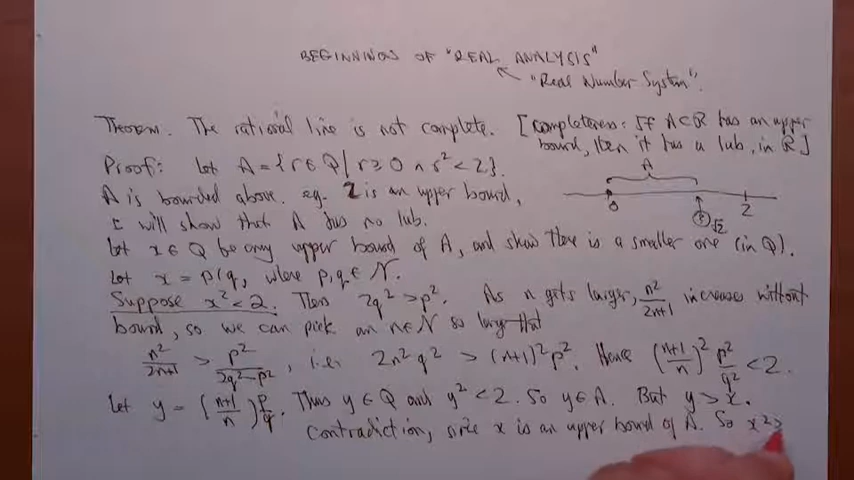 BEGINNINGS OF "REAL ANALYSIS"
"Real Number System".
Theorem. The rational line is not complete. [Completeness: If A⊂R has an upper
bound, then it has a lub, in R]
Proof: Let A = {r ∈ Q | r ≥ 0 ∧ r² < 2}.
A
A is bounded above. eg. 2 is an upper bound.
0 √2 2
I will show that A has no lub.
Let x ∈ Q be any upper bound of A, and show there is a smaller one (in Q).
Let x = p/q, where p, q ∈ N.
Suppose x² < 2. Then 2q² > p². As n gets larger, n²/2n+1 increases without
bound, so we can pick an n ∈ N so large that
n²/2n+1 > p²/2q²-p², i.e. 2n²q² > (n+1)²p². Hence (n+1/n)² p²/q² < 2.
Let y = (n+1/n) p/q. Thus y ∈ Q and y² < 2. So y ∈ A. But y > x.
Contradiction, since x is an upper bound of A. So x² ≥